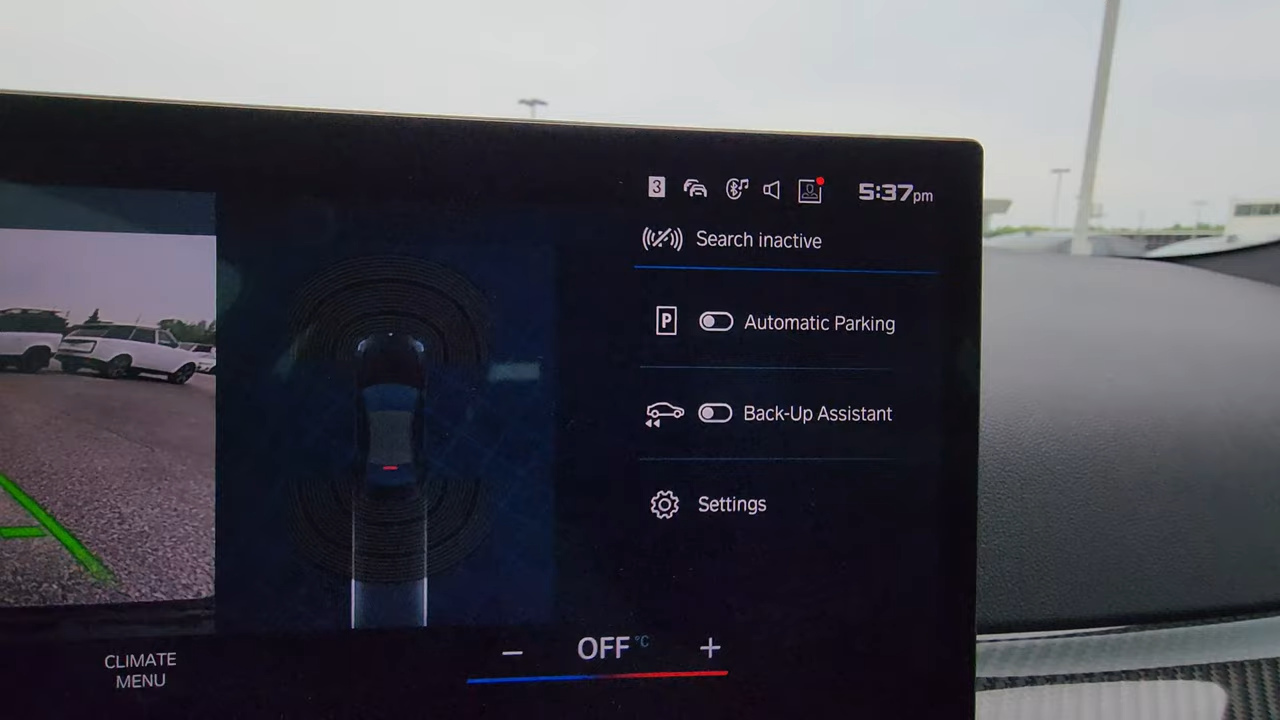 3 5:37pm
Search inactive
P Automatic Parking
Back-Up Assistant
Settings
CLIMATE
MENU
− OFF °C +